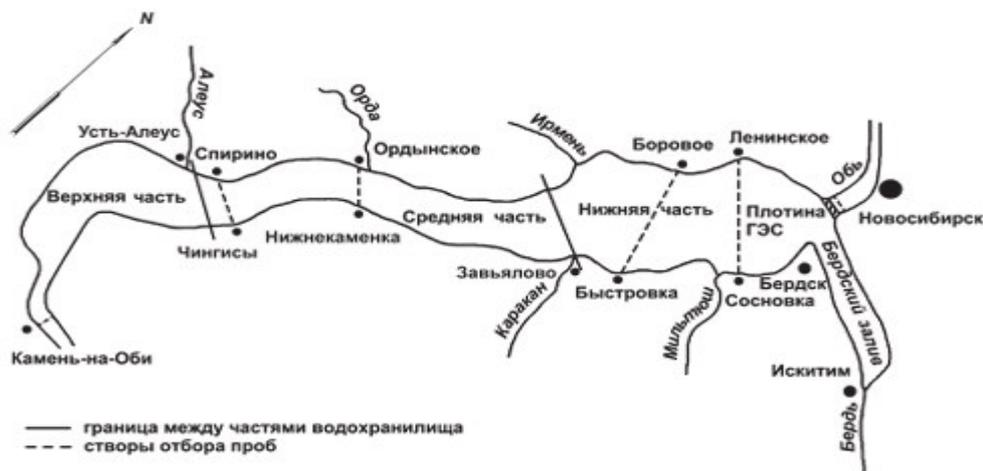 N
Алеус
Орда
Усть-Алеус
Спирино
Ордынское
Ирмень
Боровое
Ленинское
Обь
Верхняя часть
Средняя часть
Нижняя часть
Плотина
ГЭС
Новосибирск
Чингисы
Нижнекаменка
Завьялово
Каракан
Быстровка
Мильтюш
Сосновка
Бердск
Бердский залив
Камень-на-Оби
Искитим
Бердь
граница между частями водохранилища
створы отбора проб